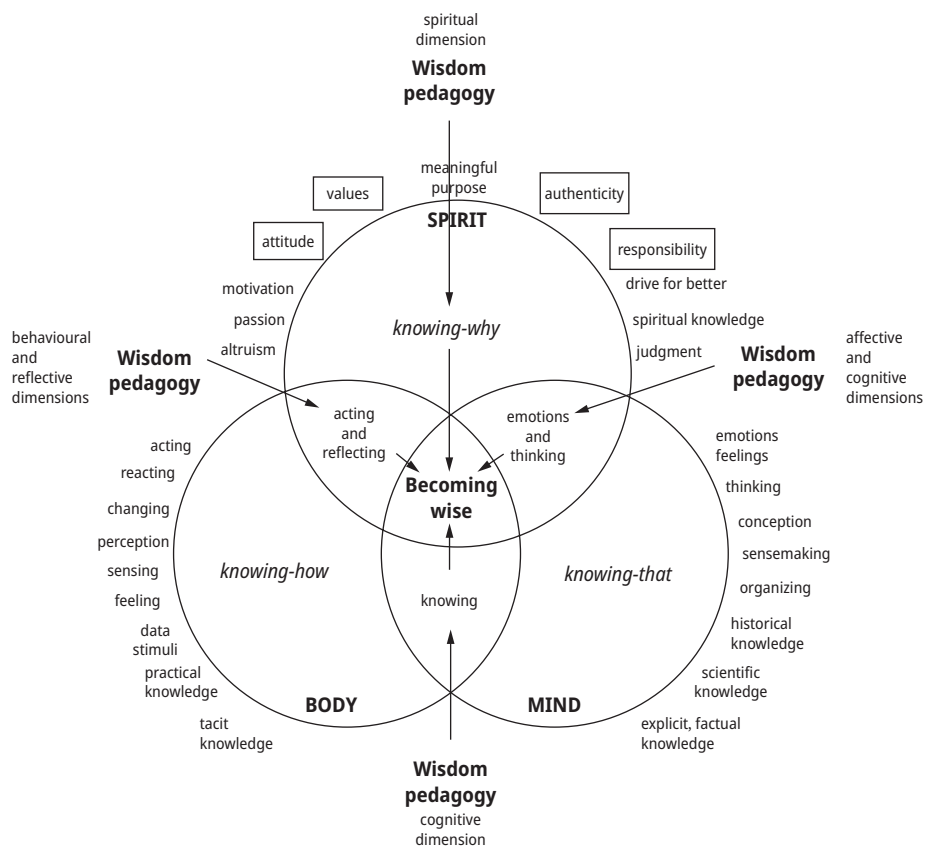 spiritual
dimension
Wisdom
pedagogy
meaningful
purpose
values
authenticity
SPIRIT
attitude
responsibility
drive for better
motivation
passion
altruism
knowing-why
spiritual knowledge
judgment
behavioural
and
reflective
dimensions
Wisdom
pedagogy
Wisdom
pedagogy
affective
and
cognitive
dimensions
acting
and
reflecting
emotions
and
thinking
acting
reacting
changing
perception
sensing
feeling
data
stimuli
practical
knowledge
tacit
knowledge
emotions
feelings
thinking
conception
sensemaking
organizing
historical
knowledge
scientific
knowledge
explicit, factual
knowledge
Becoming
wise
knowing-how
knowing-that
knowing
BODY
MIND
Wisdom
pedagogy
cognitive
dimension